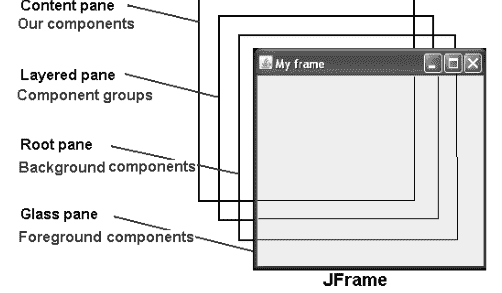 Content pane
Our components
My frame
Layered pane
Component groups
Root pane
Background components
Glass pane
Foreground components
JFrame